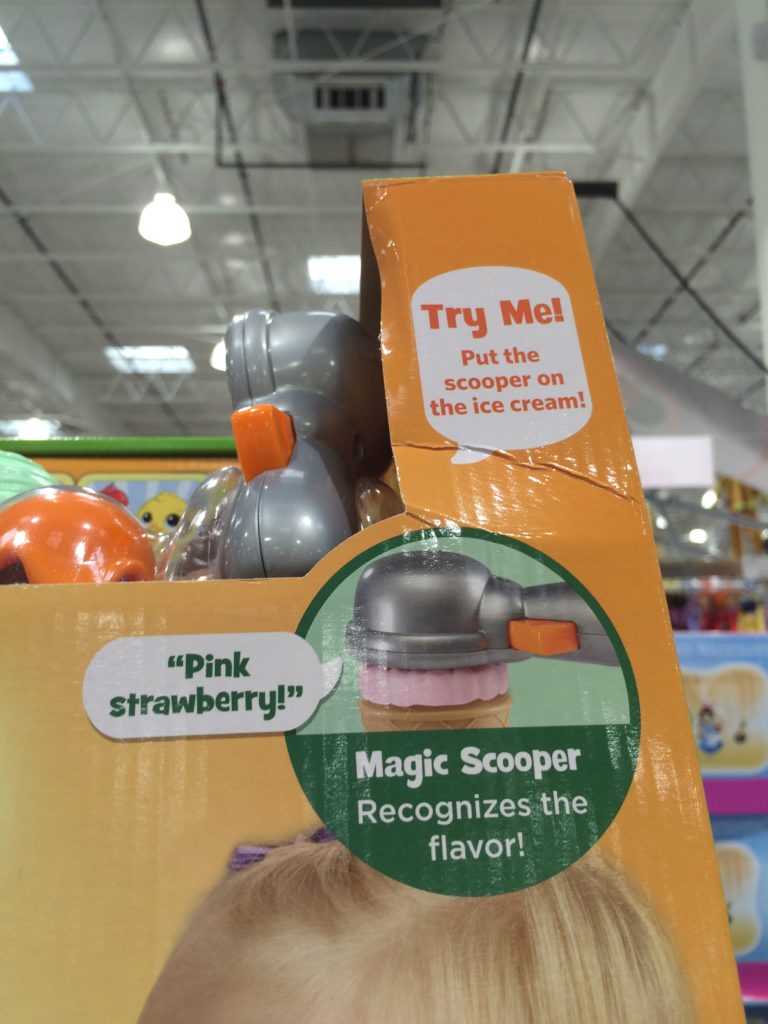 Try Me!
Put the
scooper on
the ice cream!
“Pink
strawberry!”
Magic Scooper
Recognizes the
flavor!